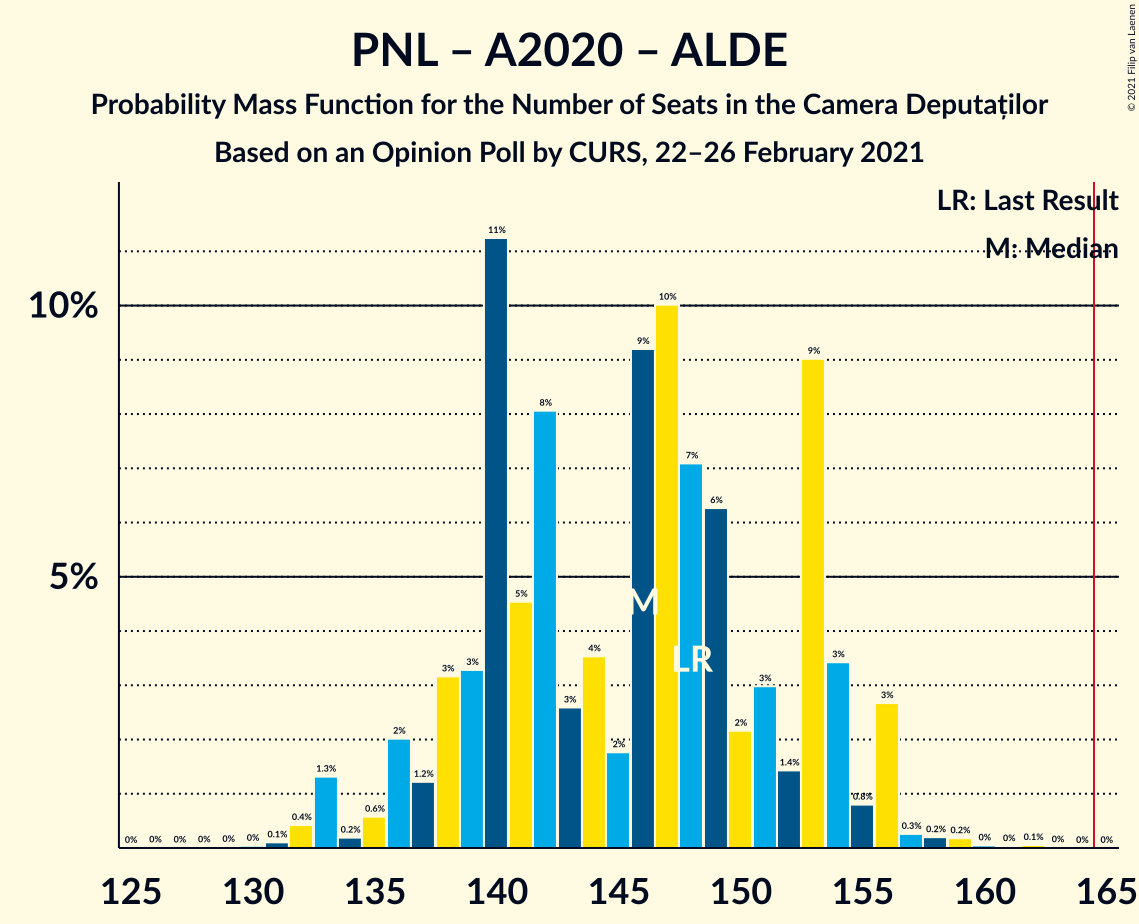 PNL – A2020 – ALDE
Probability Mass Function for the Number of Seats in the Camera Deputaților
Based on an Opinion Poll by CURS, 22–26 February 2021
© 2021 Filip van Laenen
LR: Last Result
M: Median
10%
5%
0% 0% 0% 0% 0% 0% 0.1% 0.4% 1.3% 0.2% 0.6% 2% 1.2% 3% 3% 11% 5% 8% 3% 4% 2% 9% 10% 7% 6% 2% 3% 1.4% 9% 3% 0.8% 3% 0.3% 0.2% 0.2% 0% 0% 0.1% 0% 0% 0%
M
LR
125 130 135 140 145 150 155 160 165